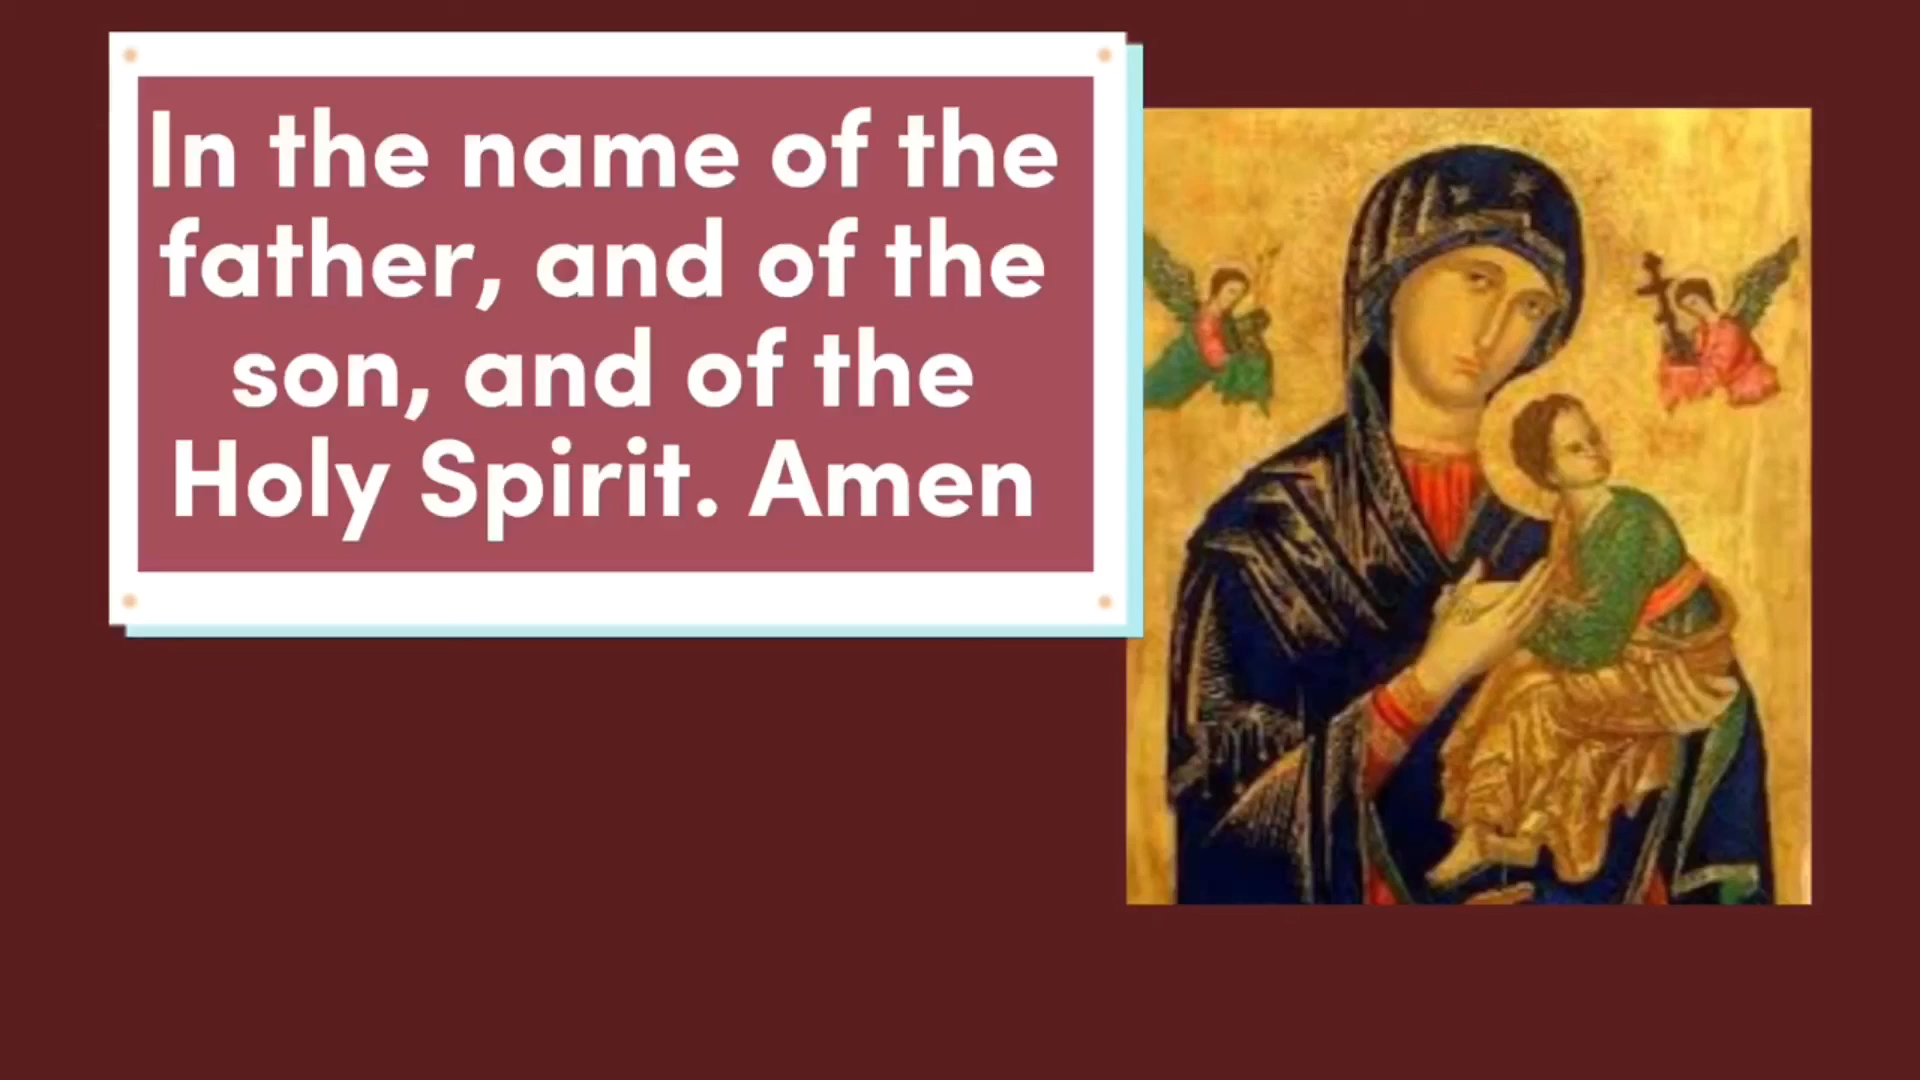 In the name of the
father, and of the
son, and of the
Holy Spirit. Amen